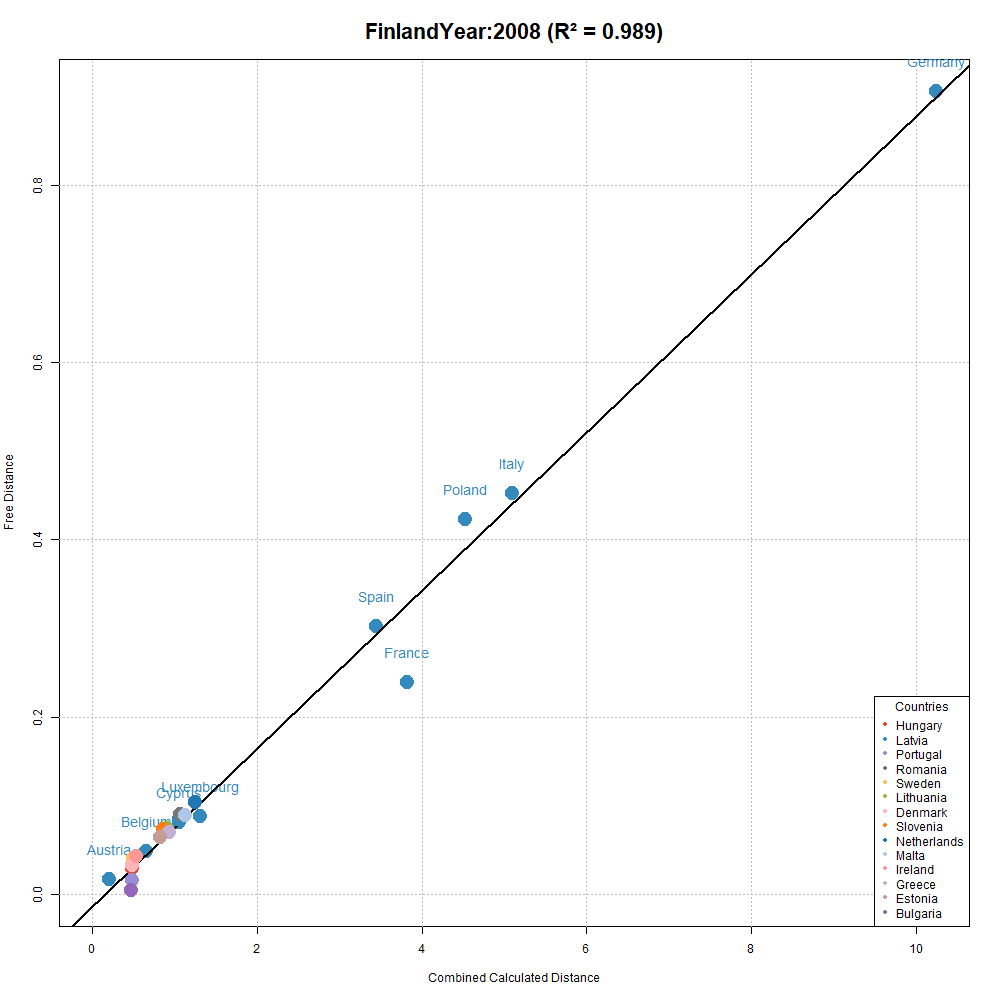 FinlandYear:2008 (R² = 0.989)
Germany
0.8
0.6
Italy
Poland
Free Distance
0.4
Spain
France
0.2
Luxembourg
Cyprus
Belgium
Austria
0.0
Countries
Hungary
Latvia
Portugal
Romania
Sweden
Lithuania
Denmark
Slovenia
Netherlands
Malta
Ireland
Greece
Estonia
Bulgaria
0 2 4 6 8 10
Combined Calculated Distance